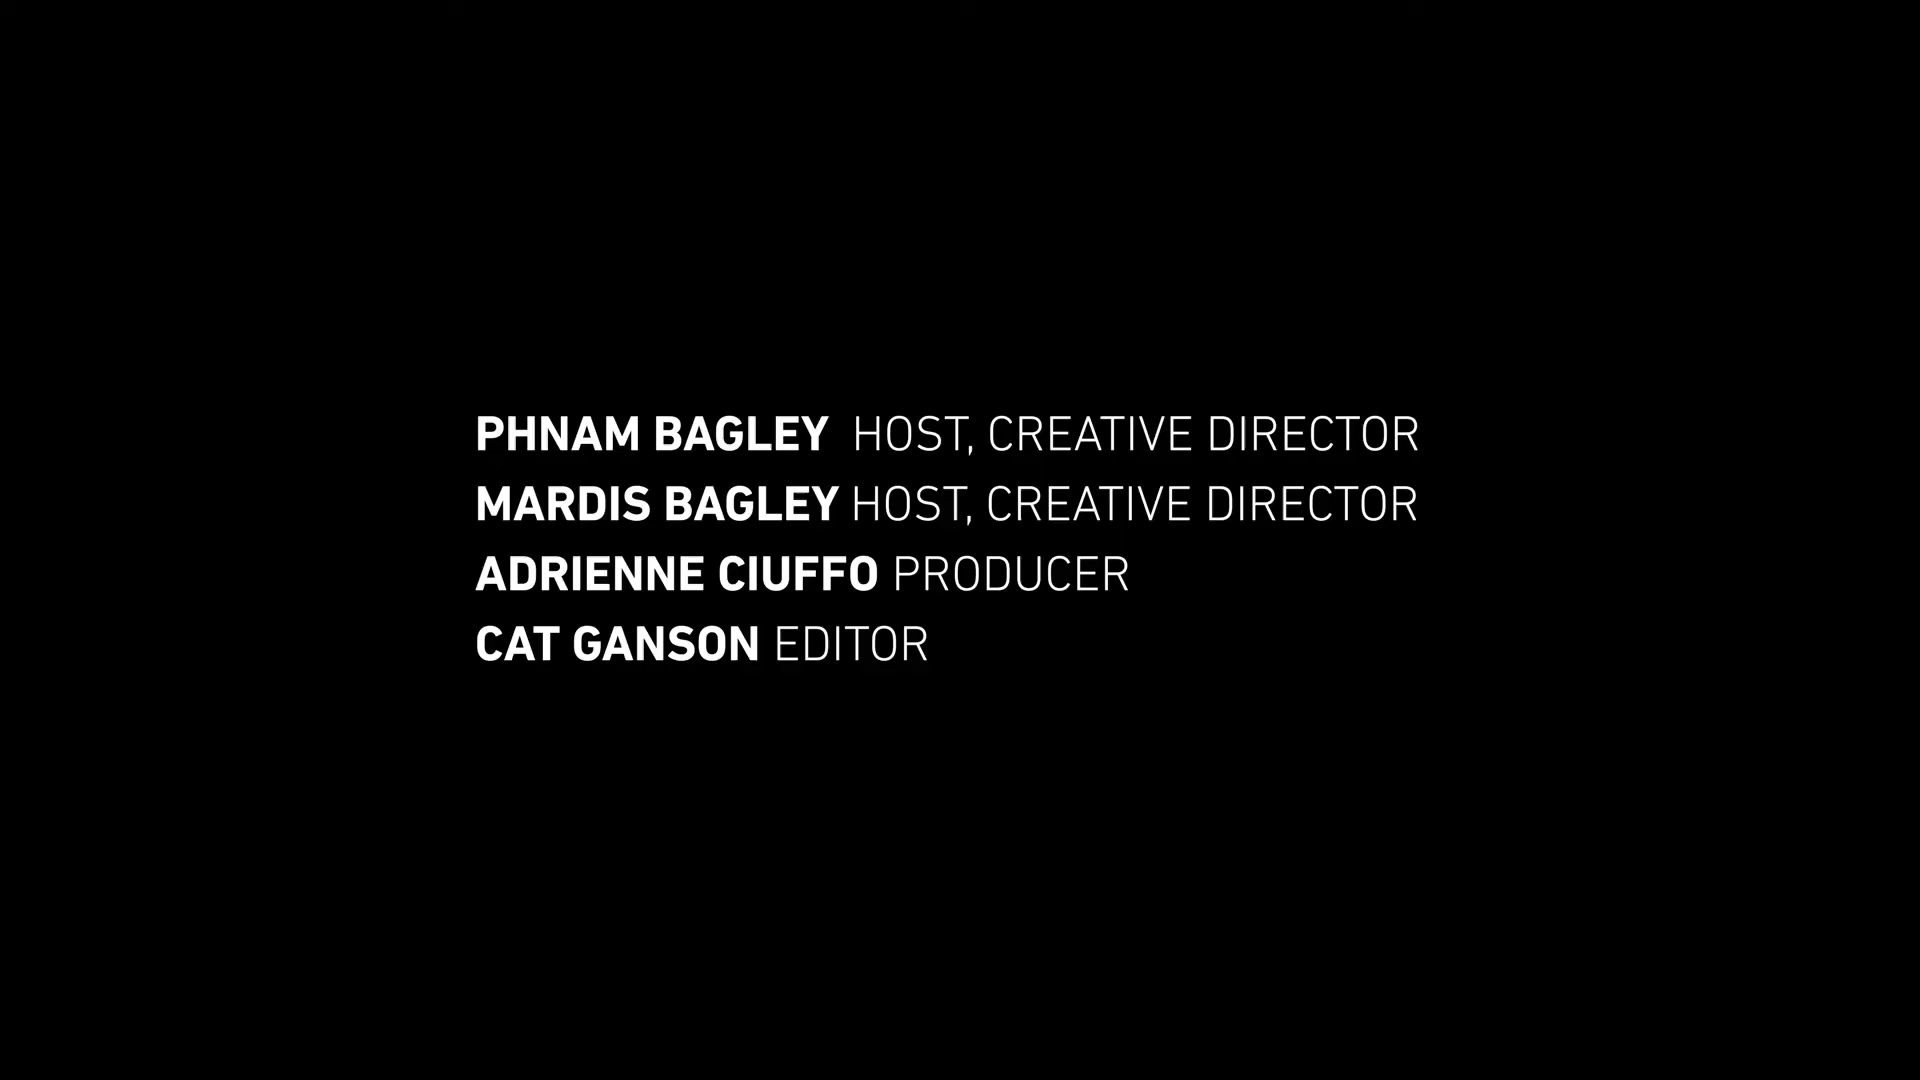 PHNAM BAGLEY HOST, CREATIVE DIRECTOR
MARDIS BAGLEY HOST, CREATIVE DIRECTOR
ADRIENNE CIUFFO PRODUCER
CAT GANSON EDITOR